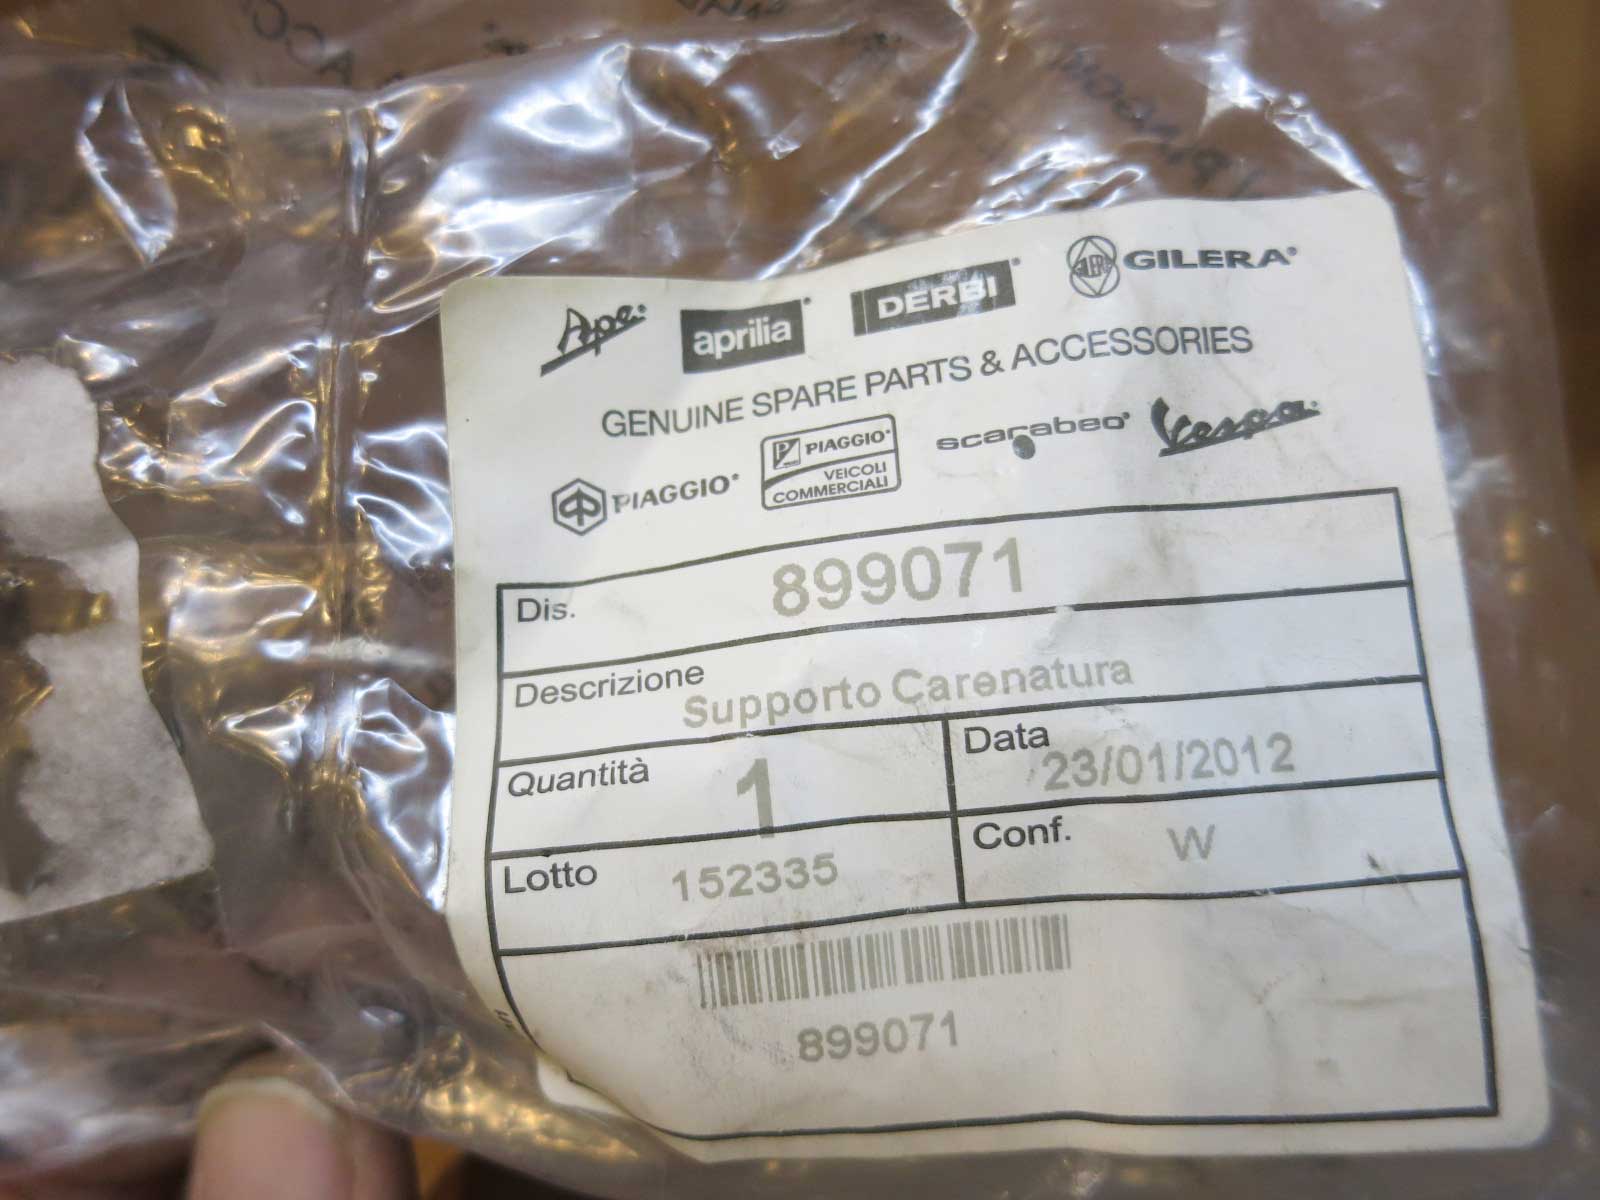 Ape aprilia DERBI GILERA
GENUINE SPARE PARTS & ACCESSORIES
PIAGGIO PIAGGIO VEICOLI COMMERCIALI scarabeo Vespa
Dis. 899071
Descrizione Supporto Carenatura
Quantità 1 Data 23/01/2012
Lotto 152335 Conf. W
899071